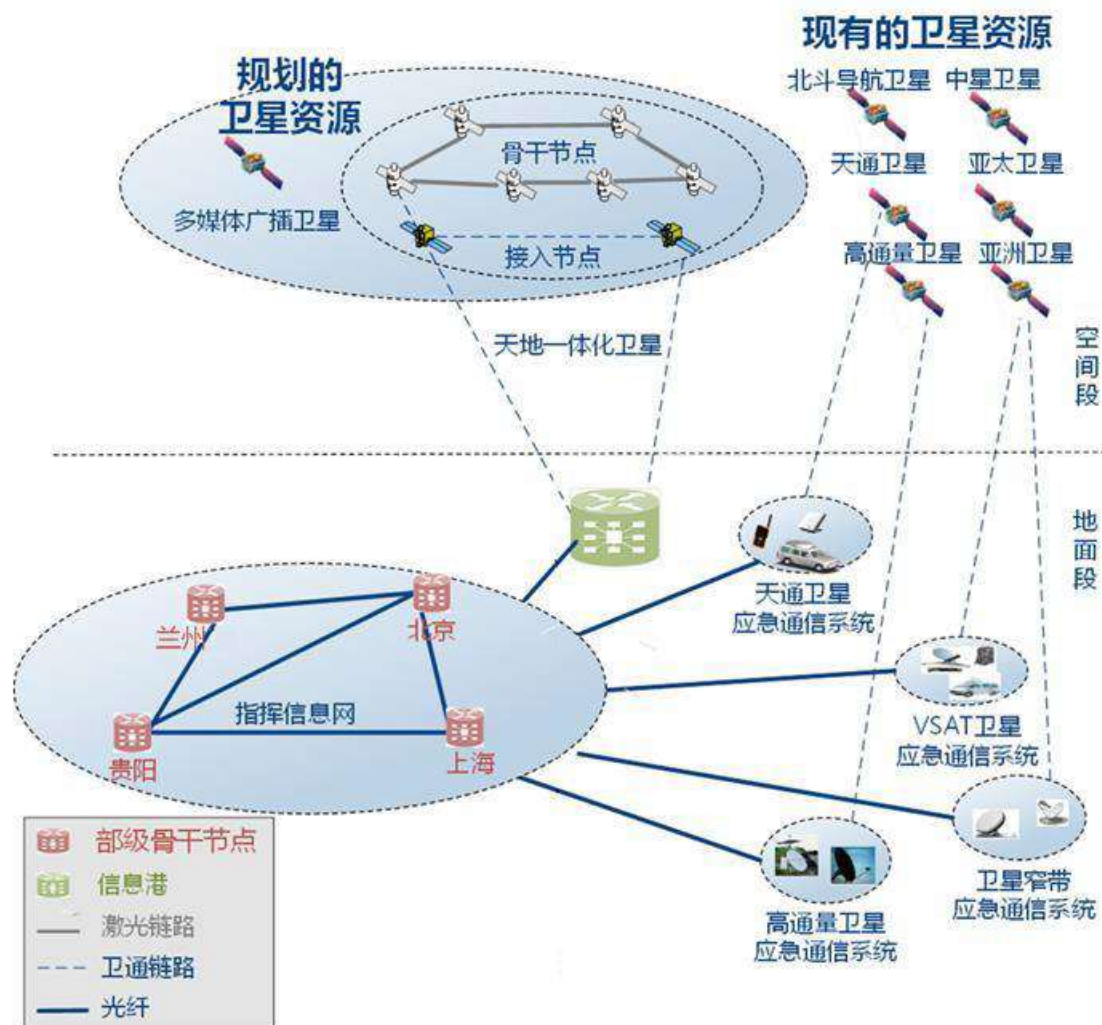 现有的卫星资源
规划的
卫星资源
北斗导航卫星
中星卫星
骨干节点
天通卫星
亚太卫星
多媒体广播卫星
接入节点
高通量卫星
亚洲卫星
天地一体化卫星
空间段
地面段
兰州
北京
天通卫星
应急通信系统
指挥信息网
贵阳
上海
VSAT卫星
应急通信系统
部级骨干节点
信息港
激光链路
卫通链路
光纤
高通量卫星
应急通信系统
卫星窄带
应急通信系统